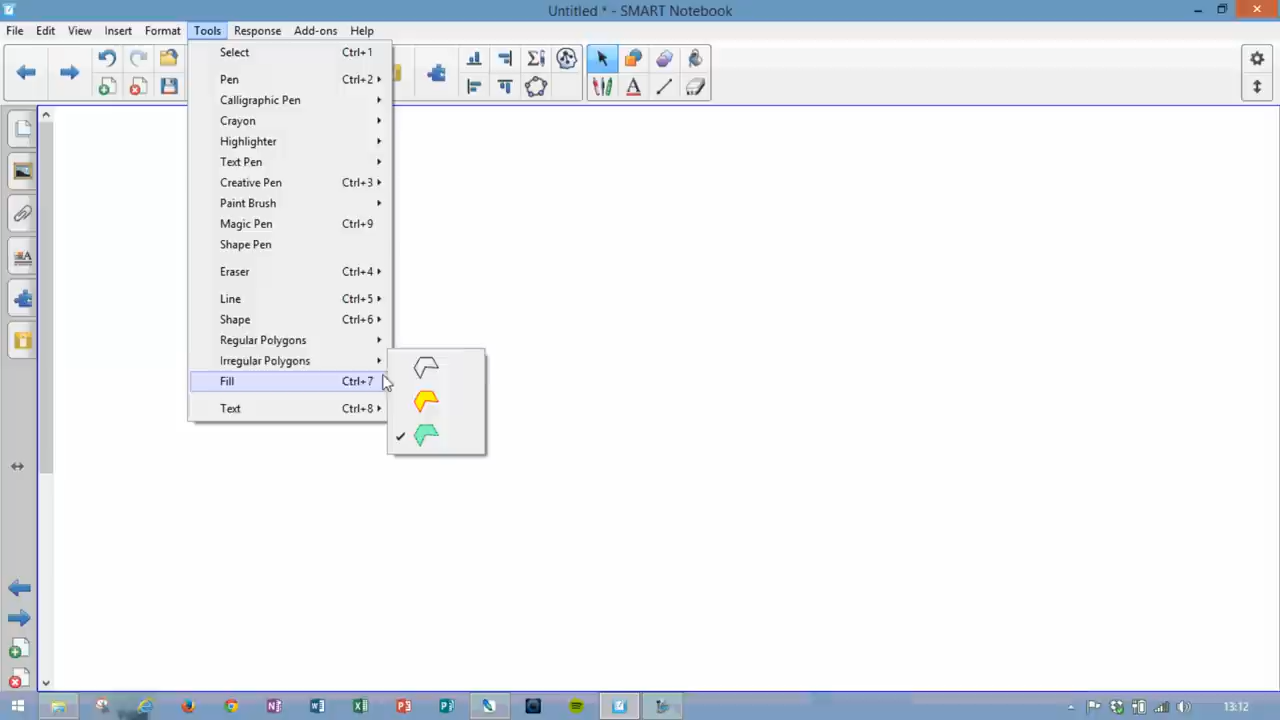 Untitled * - SMART Notebook
File Edit View Insert Format Tools Response Add-ons Help
Select Ctrl+1
Pen Ctrl+2
Calligraphic Pen
Crayon
Highlighter
Text Pen
Creative Pen Ctrl+3
Paint Brush
Magic Pen Ctrl+9
Shape Pen
Eraser Ctrl+4
Line Ctrl+5
Shape Ctrl+6
Regular Polygons
Irregular Polygons
Fill Ctrl+7
Text Ctrl+8
13:12